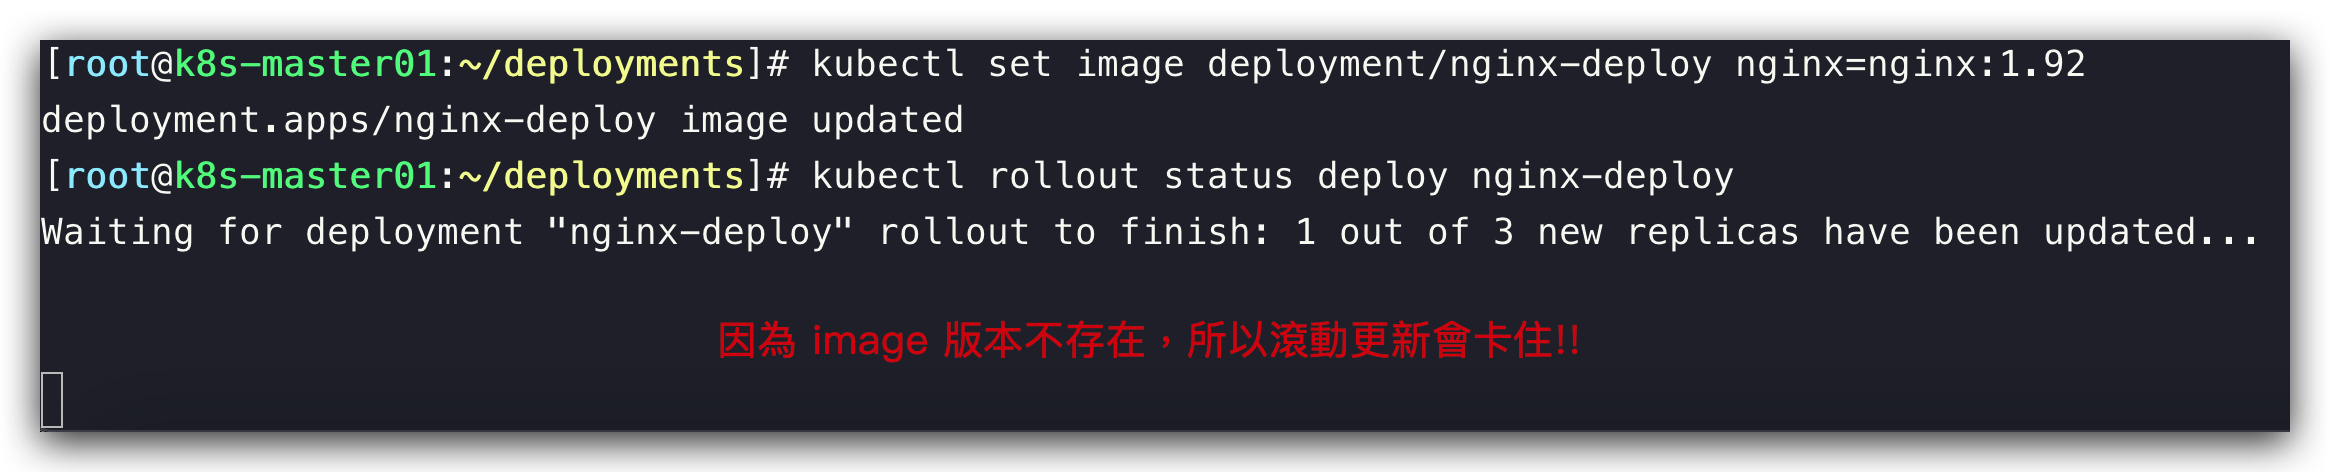 [root@k8s-master01:~/deployments]# kubectl set image deployment/nginx-deploy nginx=nginx:1.92
deployment.apps/nginx-deploy image updated
[root@k8s-master01:~/deployments]# kubectl rollout status deploy nginx-deploy
Waiting for deployment "nginx-deploy" rollout to finish: 1 out of 3 new replicas have been updated...
因為 image 版本不存在，所以滾動更新會卡住!!